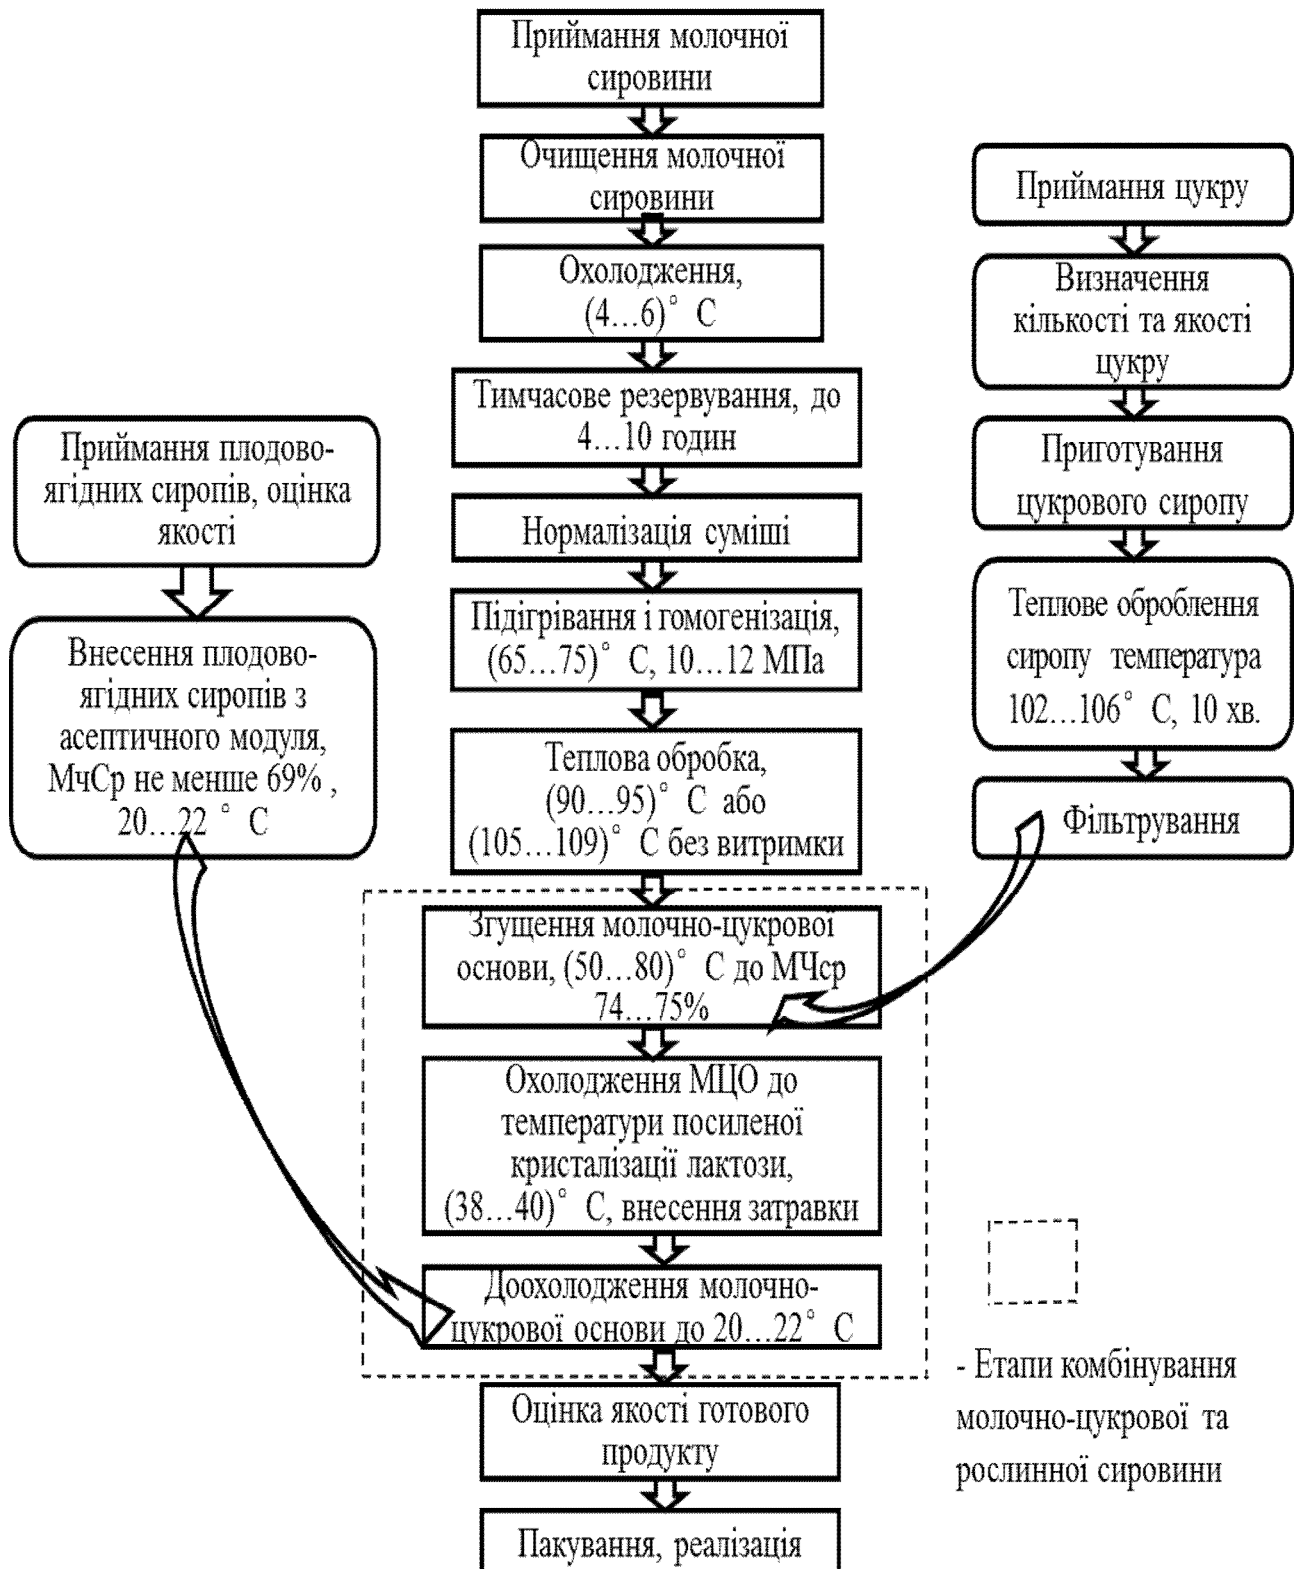 Приймання молочної
сировини
Очищення молочної
сировини
Охолодження,
(4…6)° С
Тимчасове резервування, до
4…10 годин
Нормалізація суміші
Підігрівання і гомогенізація,
(65…75)° С, 10…12 МПа
Теплова обробка,
(90…95)° С або
(105…109)° С без витримки
Згущення молочно-цукрової
основи, (50…80)° С до МЧср
74…75%
Охолодження МЦО до
температури посиленої
кристалізації лактози,
(38…40)° С, внесення затравки
Доохолодження молочно-
цукрової основи до 20…22° С
Оцінка якості готового
продукту
Пакування, реалізація
Приймання плодово-
ягідних сиропів, оцінка
якості
Внесення плодово-
ягідних сиропів з
асептичного модуля,
МчСр не менше 69% ,
20…22 ° С
Приймання цукру
Визначення
кількості та якості
цукру
Приготування
цукрового сиропу
Теплове оброблення
сиропу температура
102…106° С, 10 хв.
Фільтрування
- Етапи комбінування
молочно-цукрової та
рослинної сировини